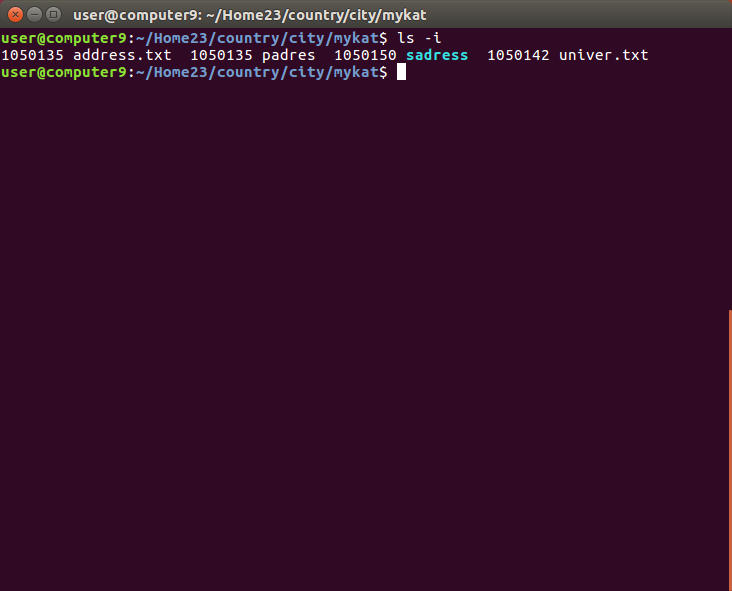 user@computer9: ~/Home23/country/city/mykat
user@computer9:~/Home23/country/city/mykat$ ls -i
1050135 address.txt  1050135 padres  1050150 sadress  1050142 univer.txt
user@computer9:~/Home23/country/city/mykat$